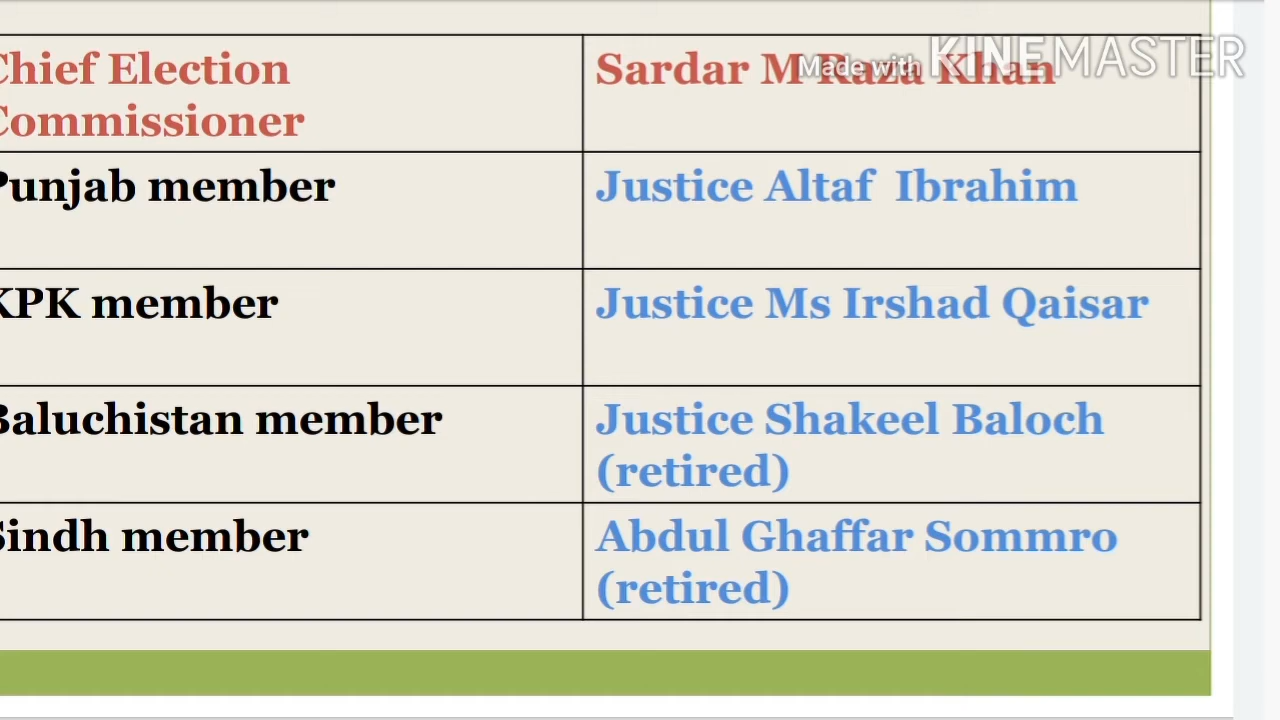 Chief Election Sardar M Raza Khan
Commissioner
Made with KINEMASTER
Punjab member Justice Altaf Ibrahim
KPK member Justice Ms Irshad Qaisar
Baluchistan member Justice Shakeel Baloch
(retired)
Sindh member Abdul Ghaffar Sommro
(retired)